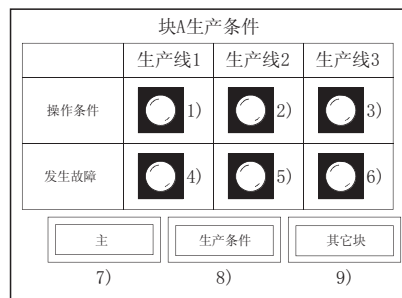 块A生产条件
生产线1 生产线2 生产线3
操作条件 1) 2) 3)
发生故障 4) 5) 6)
主 生产条件 其它块
7) 8) 9)